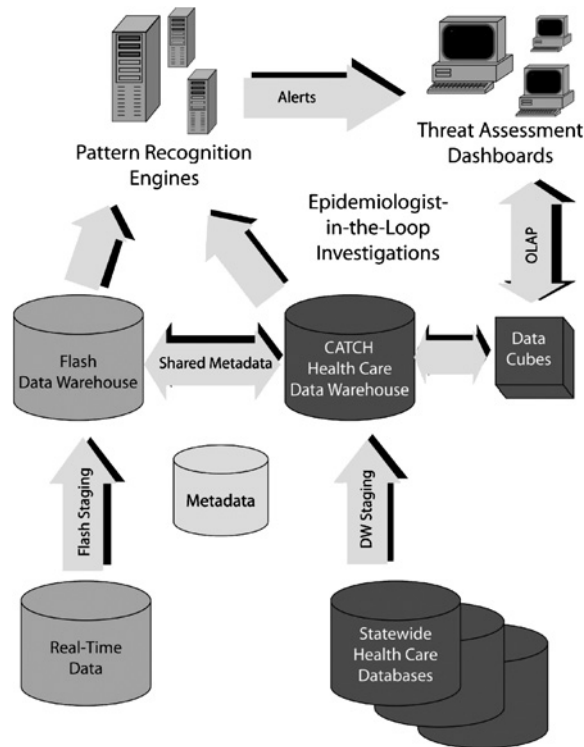 Alerts
Pattern Recognition
Engines
Threat Assessment
Dashboards
Epidemiologist-
in-the-Loop
Investigations
OLAP
Flash
Data Warehouse
Shared Metadata
CATCH
Health Care
Data Warehouse
Data
Cubes
Flash Staging
Metadata
DW Staging
Real-Time
Data
Statewide
Health Care
Databases